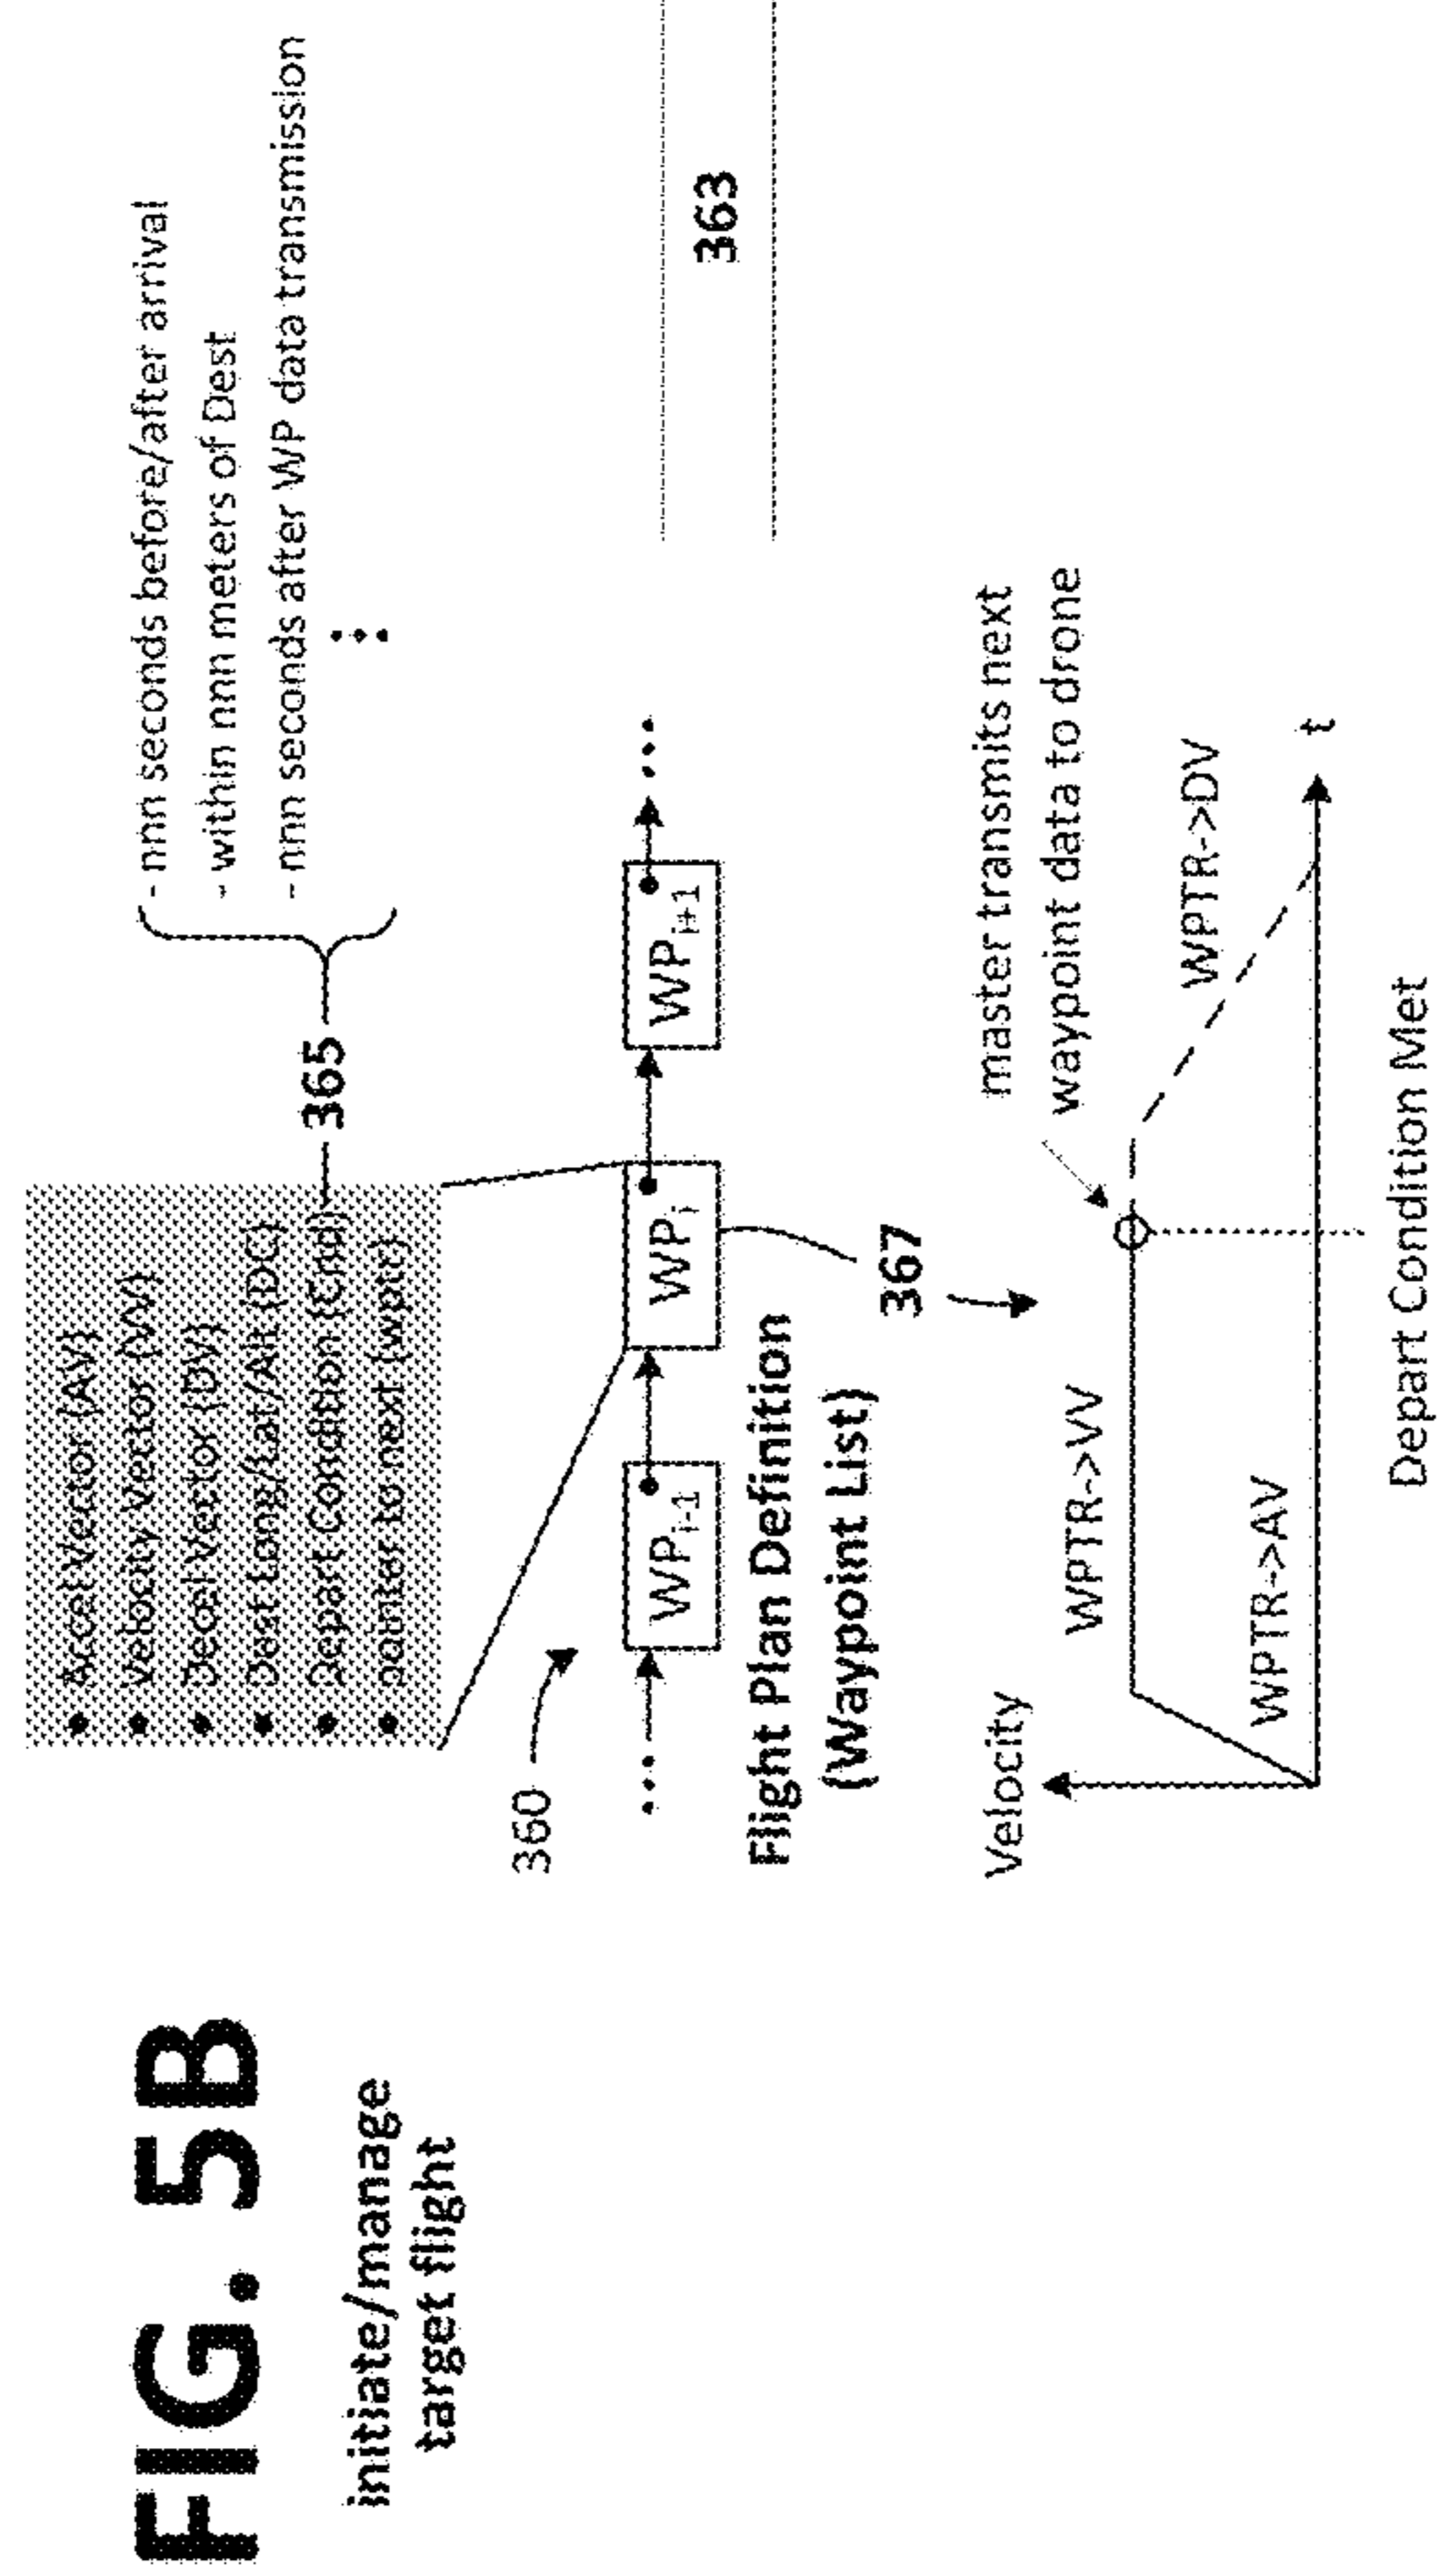 FIG. 5B
initiate/manage
target flight
• Accel Vector (AV)
• Velocity Vector (VV)
• Decel Vector (DV)
• Dest Long/Lat/Alt (DC)
• Depart Condition (Cnd)
• pointer to next (wptr)
365
- nnn seconds before/after arrival
- within nnn meters of Dest
- nnn seconds after WP data transmission
⋮
360
... WPi-1 WPi WPi+1 ...
Flight Plan Definition
(Waypoint List)
367
363
Velocity
WPTR->VV
WPTR->AV
master transmits next
waypoint data to drone
WPTR->DV
t
Depart Condition Met